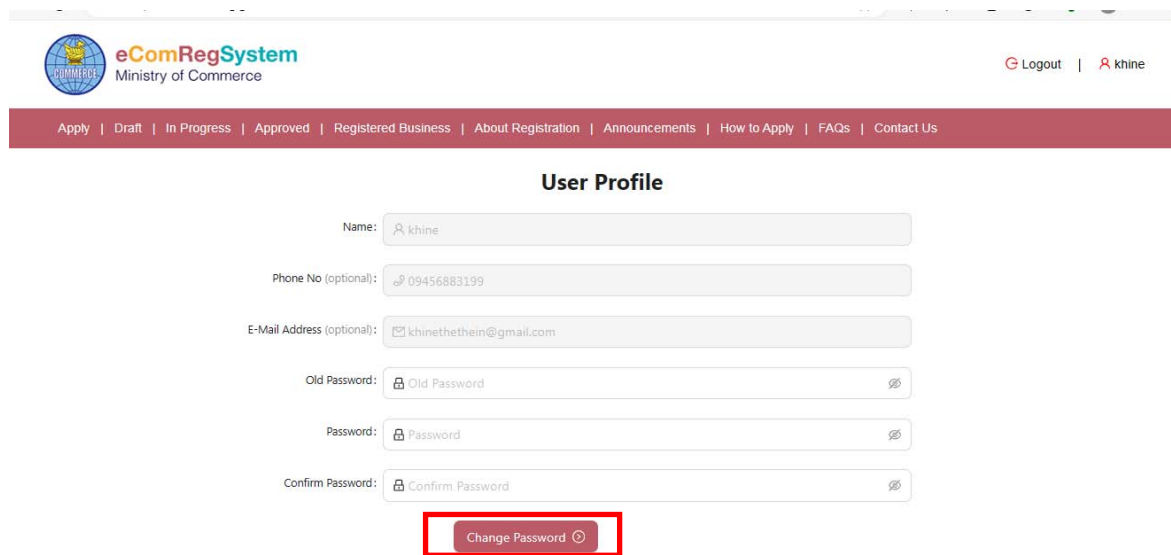 eComRegSystem
COMMERCE
Ministry of Commerce
Logout | khine
Apply | Draft | In Progress | Approved | Registered Business | About Registration | Announcements | How to Apply | FAQs | Contact Us
User Profile
Name: khine
Phone No (optional): 09456883199
E-Mail Address (optional): khinethethein@gmail.com
Old Password: Old Password
Password: Password
Confirm Password: Confirm Password
Change Password